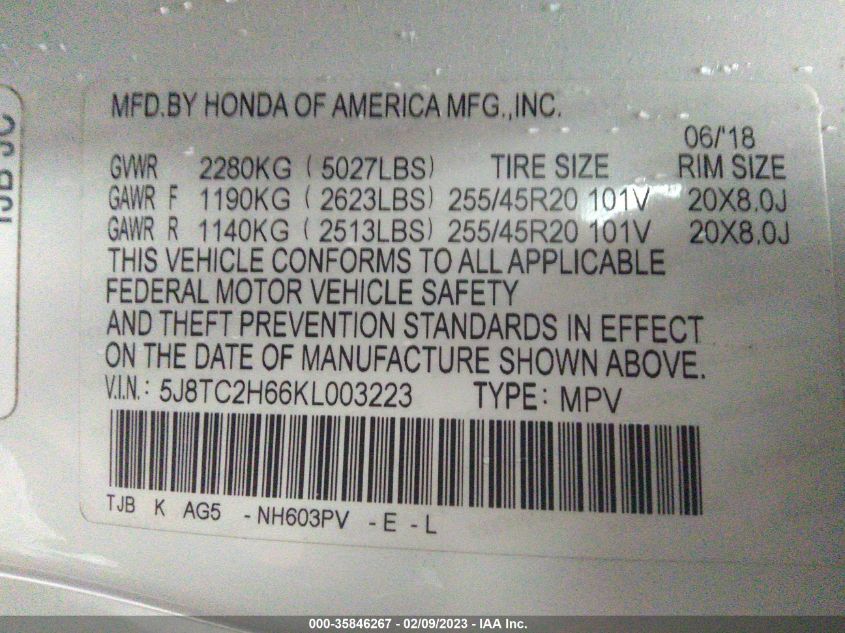 MFD.BY HONDA OF AMERICA MFG.,INC.
06/'18
GVWR 2280KG (5027LBS) TIRE SIZE RIM SIZE
GAWR F 1190KG (2623LBS) 255/45R20 101V 20X8.0J
GAWR R 1140KG (2513LBS) 255/45R20 101V 20X8.0J
THIS VEHICLE CONFORMS TO ALL APPLICABLE
FEDERAL MOTOR VEHICLE SAFETY
AND THEFT PREVENTION STANDARDS IN EFFECT
ON THE DATE OF MANUFACTURE SHOWN ABOVE.
V.I.N.: 5J8TC2H66KL003223 TYPE: MPV
TJB K AG5 -NH603PV -E -L
TJB JC
000-35846267 - 02/09/2023 - IAA Inc.